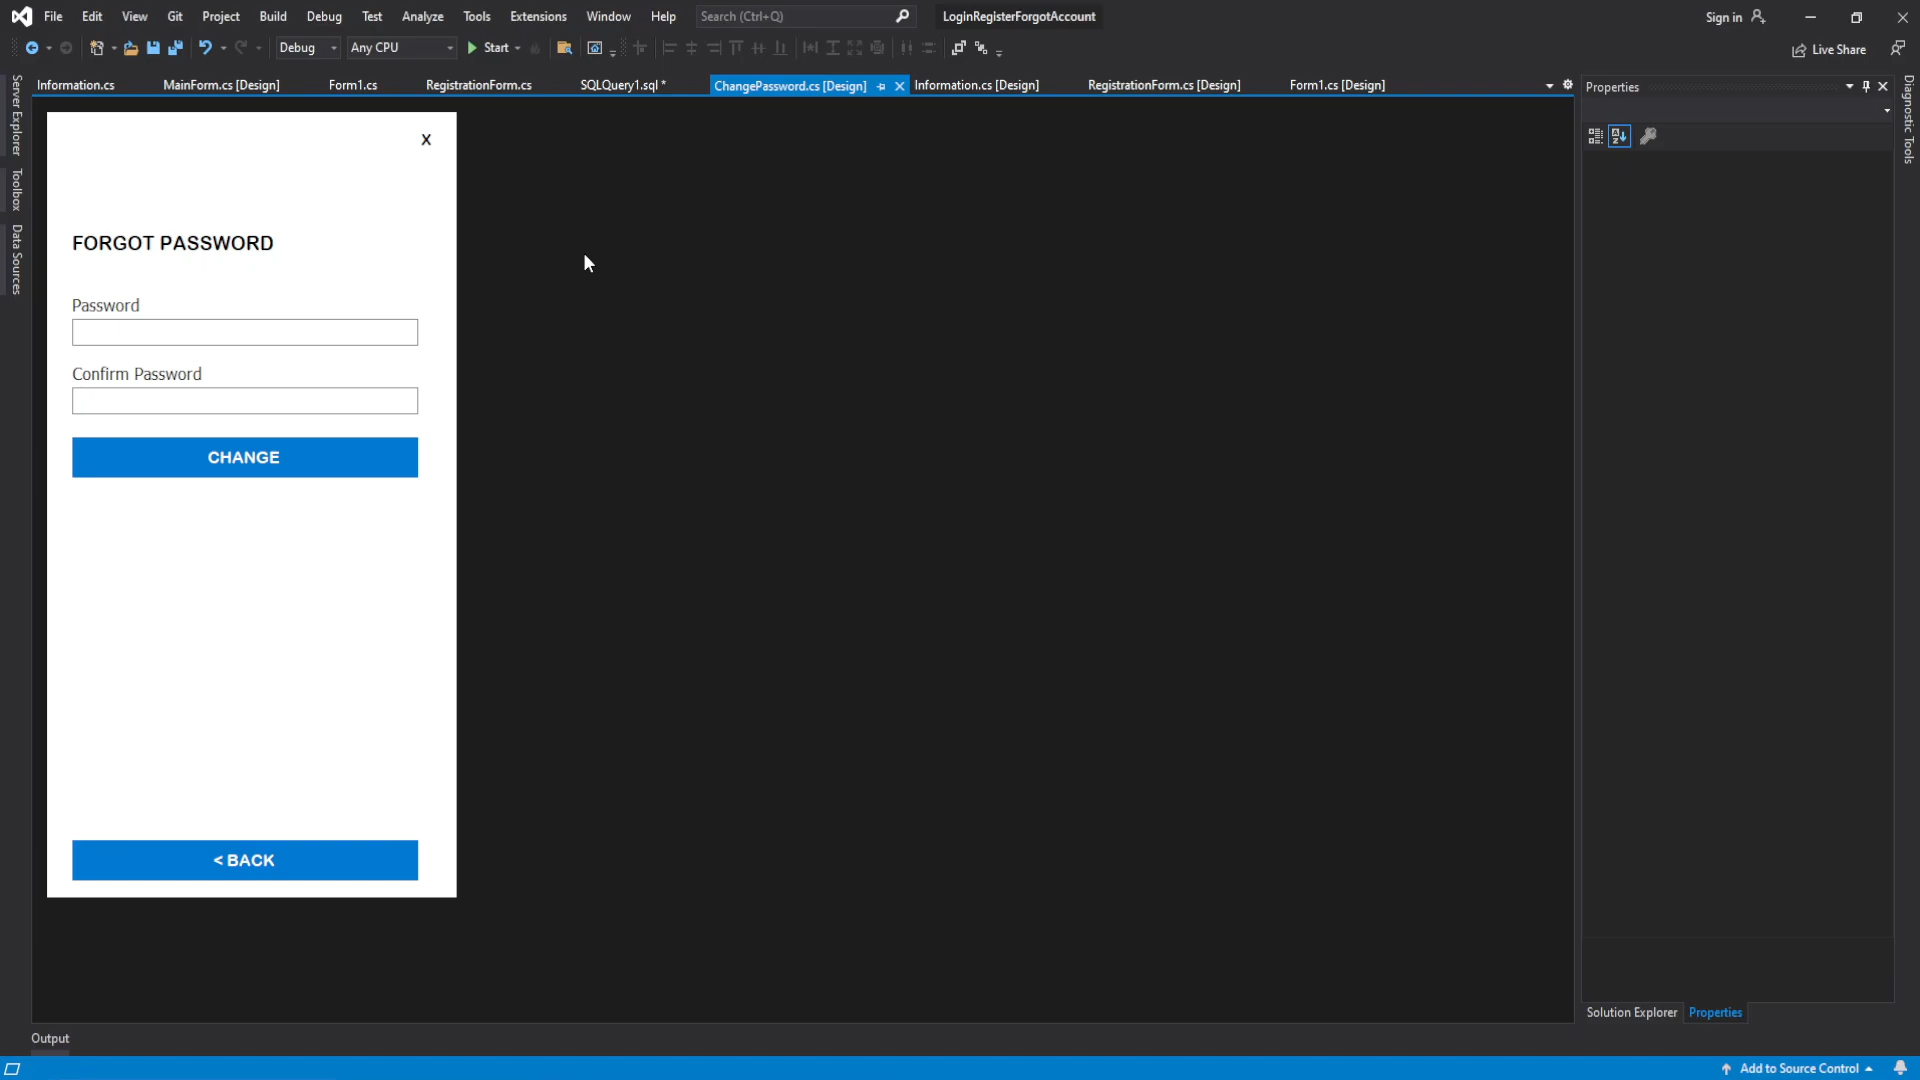 File Edit View Git Project Build Debug Test Analyze Tools Extensions Window Help Search (Ctrl+Q) LoginRegisterForgotAccount Sign in
Debug Any CPU Start Live Share
Information.cs MainForm.cs [Design] Form1.cs RegistrationForm.cs SQLQuery1.sql * ChangePassword.cs [Design] Information.cs [Design] RegistrationForm.cs [Design] Form1.cs [Design] Properties
Server Explorer
Toolbox
Data Sources
Diagnostic Tools
X
FORGOT PASSWORD
Password
Confirm Password
CHANGE
< BACK
Solution Explorer Properties
Output
Add to Source Control